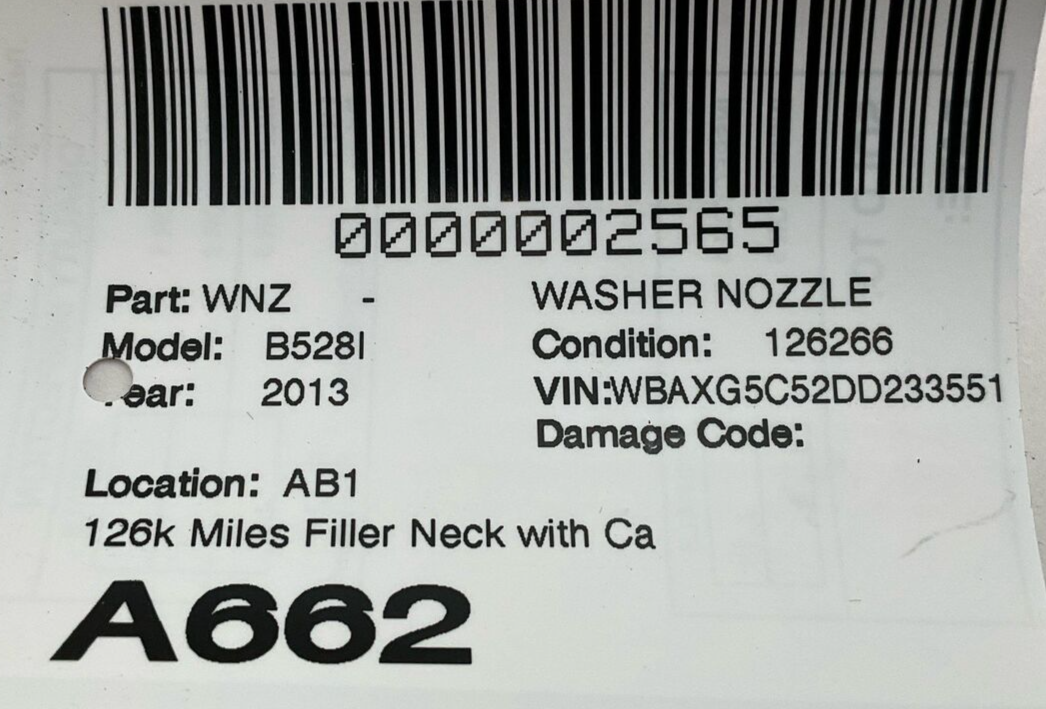 0000002565
Part: WNZ - WASHER NOZZLE
Model: B528I Condition: 126266
ear: 2013 VIN:WBAXG5C52DD233551
Damage Code:
Location: AB1
126k Miles Filler Neck with Ca
A662